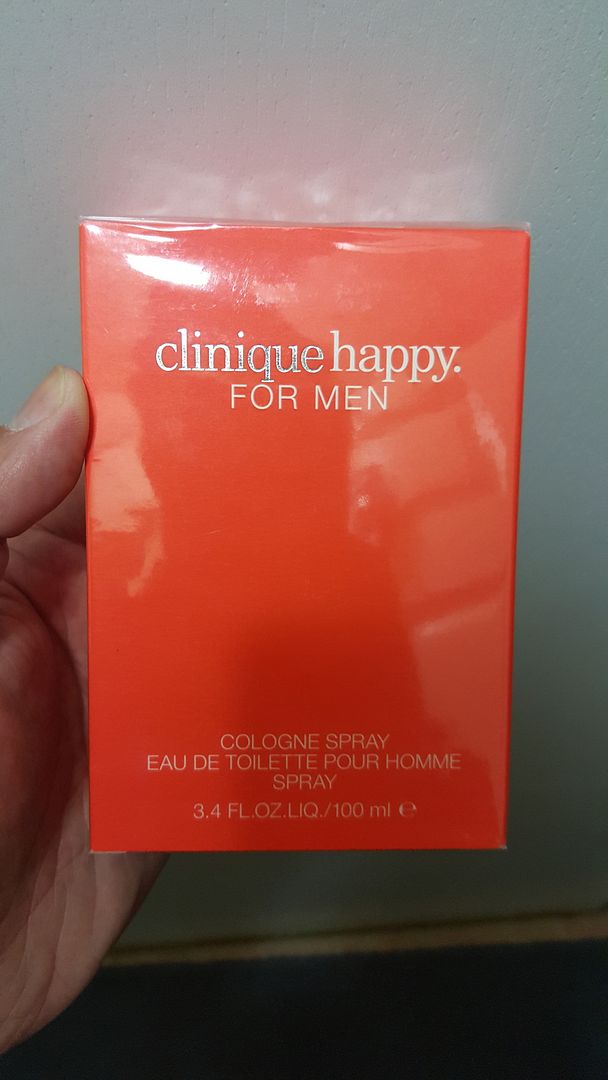 clinique happy.
FOR MEN
COLOGNE SPRAY
EAU DE TOILETTE POUR HOMME
SPRAY
3.4 FL.OZ.LIQ./100 ml ℮